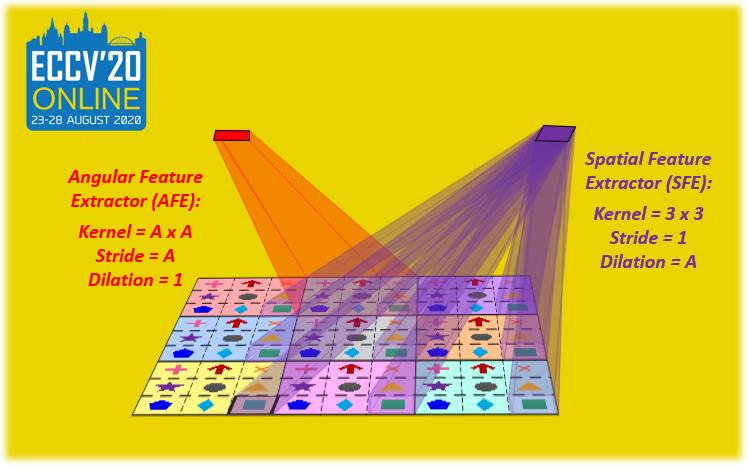 ECCV'20
ONLINE
23-28 AUGUST 2020
Angular Feature
Extractor (AFE):
Kernel = A x A
Stride = A
Dilation = 1
Spatial Feature
Extractor (SFE):
Kernel = 3 x 3
Stride = 1
Dilation = A